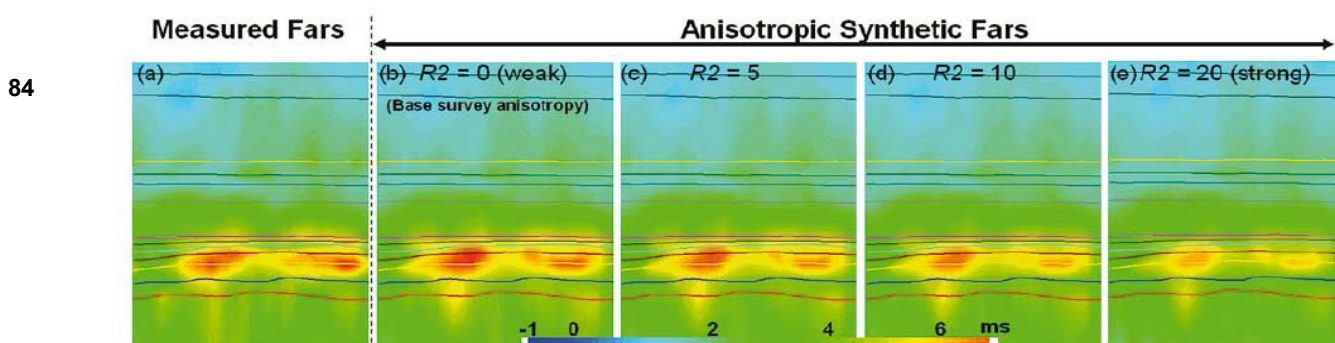 Measured Fars
Anisotropic Synthetic Fars
84
(a)
(b) R2 = 0 (weak)
(Base survey anisotropy)
(c) R2 = 5
(d) R2 = 10
(e) R2 = 20 (strong)
-1 0 2 4 6 ms